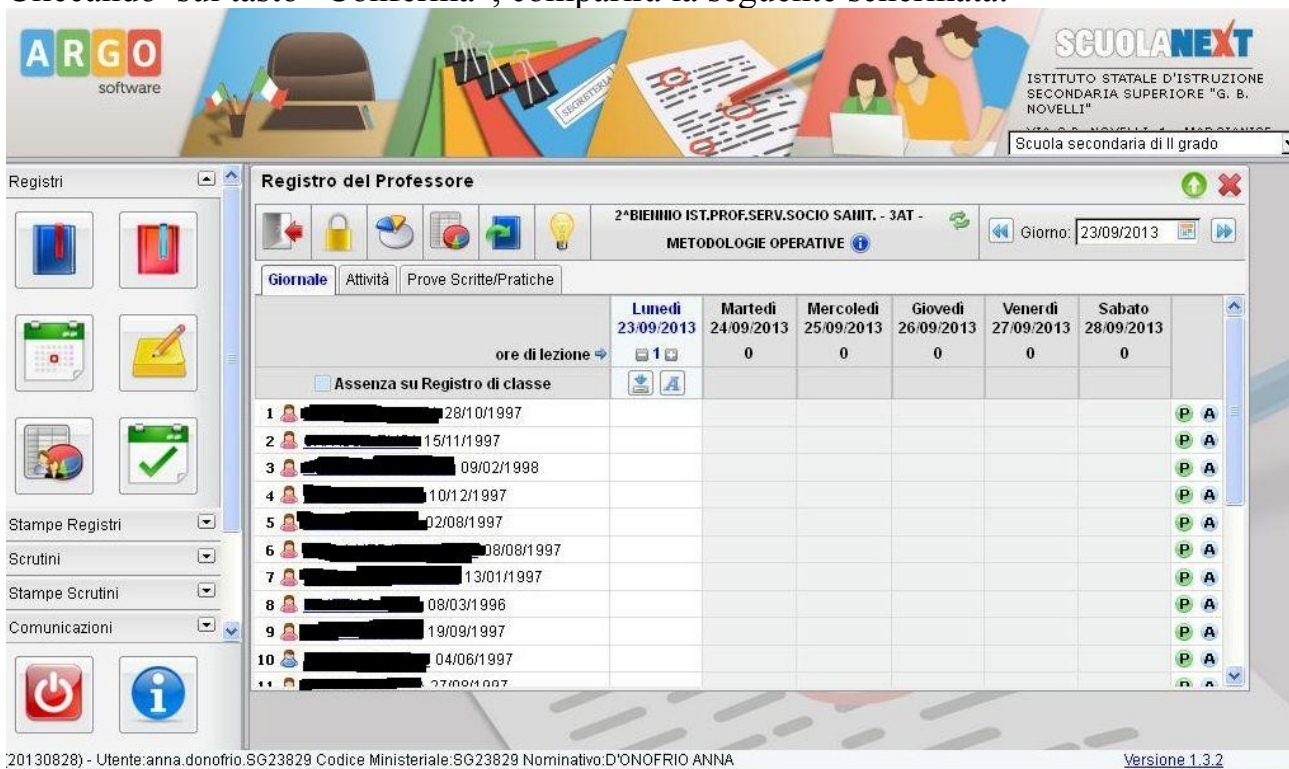 Cliccando sul tasto "Conferma", comparirà la seguente schermata:
ARGO
software
SEGRETERIA
SCUOLANEXT
ISTITUTO STATALE D'ISTRUZIONE
SECONDARIA SUPERIORE "G. B.
NOVELLI"
Scuola secondaria di II grado
Registri
Stampe Registri
Scrutini
Stampe Scrutini
Comunicazioni
Registro del Professore
2^BIENNIO IST.PROF.SERV.SOCIO SANIT. - 3AT -
METODOLOGIE OPERATIVE
Giorno: 23/09/2013
Giornale Attività Prove Scritte/Pratiche
Lunedì Martedì Mercoledì Giovedì Venerdì Sabato
23/09/2013 24/09/2013 25/09/2013 26/09/2013 27/09/2013 28/09/2013
ore di lezione 1 0 0 0 0 0
Assenza su Registro di classe A
1 28/10/1997 P A
2 15/11/1997 P A
3 09/02/1998 P A
4 10/12/1997 P A
5 02/08/1997 P A
6 08/08/1997 P A
7 13/01/1997 P A
8 08/03/1996 P A
9 19/09/1997 P A
10 04/06/1997 P A
11 27/09/1997 P A
(20130828) - Utente:anna.donofrio.SG23829 Codice Ministeriale:SG23829 Nominativo:D'ONOFRIO ANNA
Versione 1.3.2